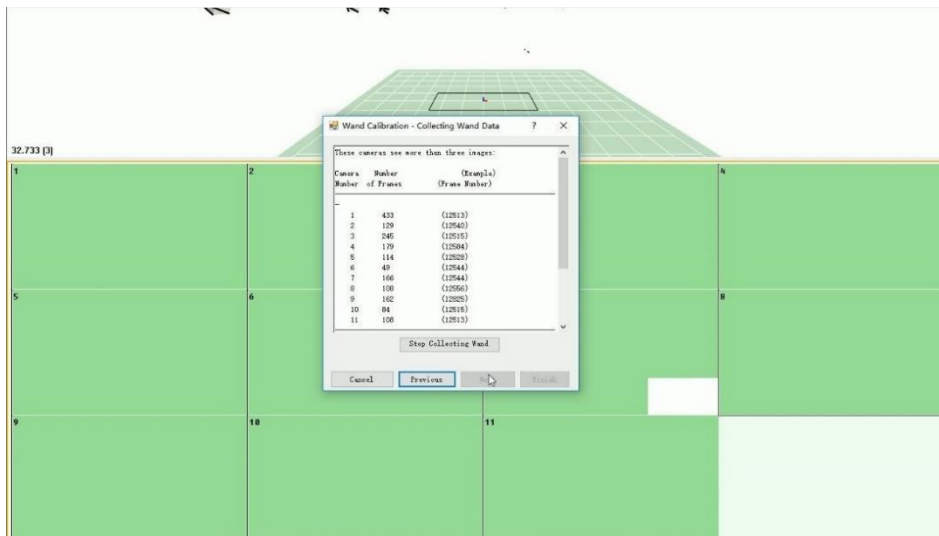 32.733 (3)
Wand Calibration - Collecting Wand Data ? ×
These cameras see more than three images:
Camera Number (Example)
Number of Frames (Frame Number)
1 433 (12513)
2 129 (12540)
3 245 (12515)
4 179 (12584)
5 114 (12528)
6 49 (12544)
7 166 (12544)
8 108 (12556)
9 162 (12825)
10 84 (12515)
11 108 (12513)
Stop Collecting Wand
Cancel Previous Finish
1 2 4
5 6 8
9 10 11